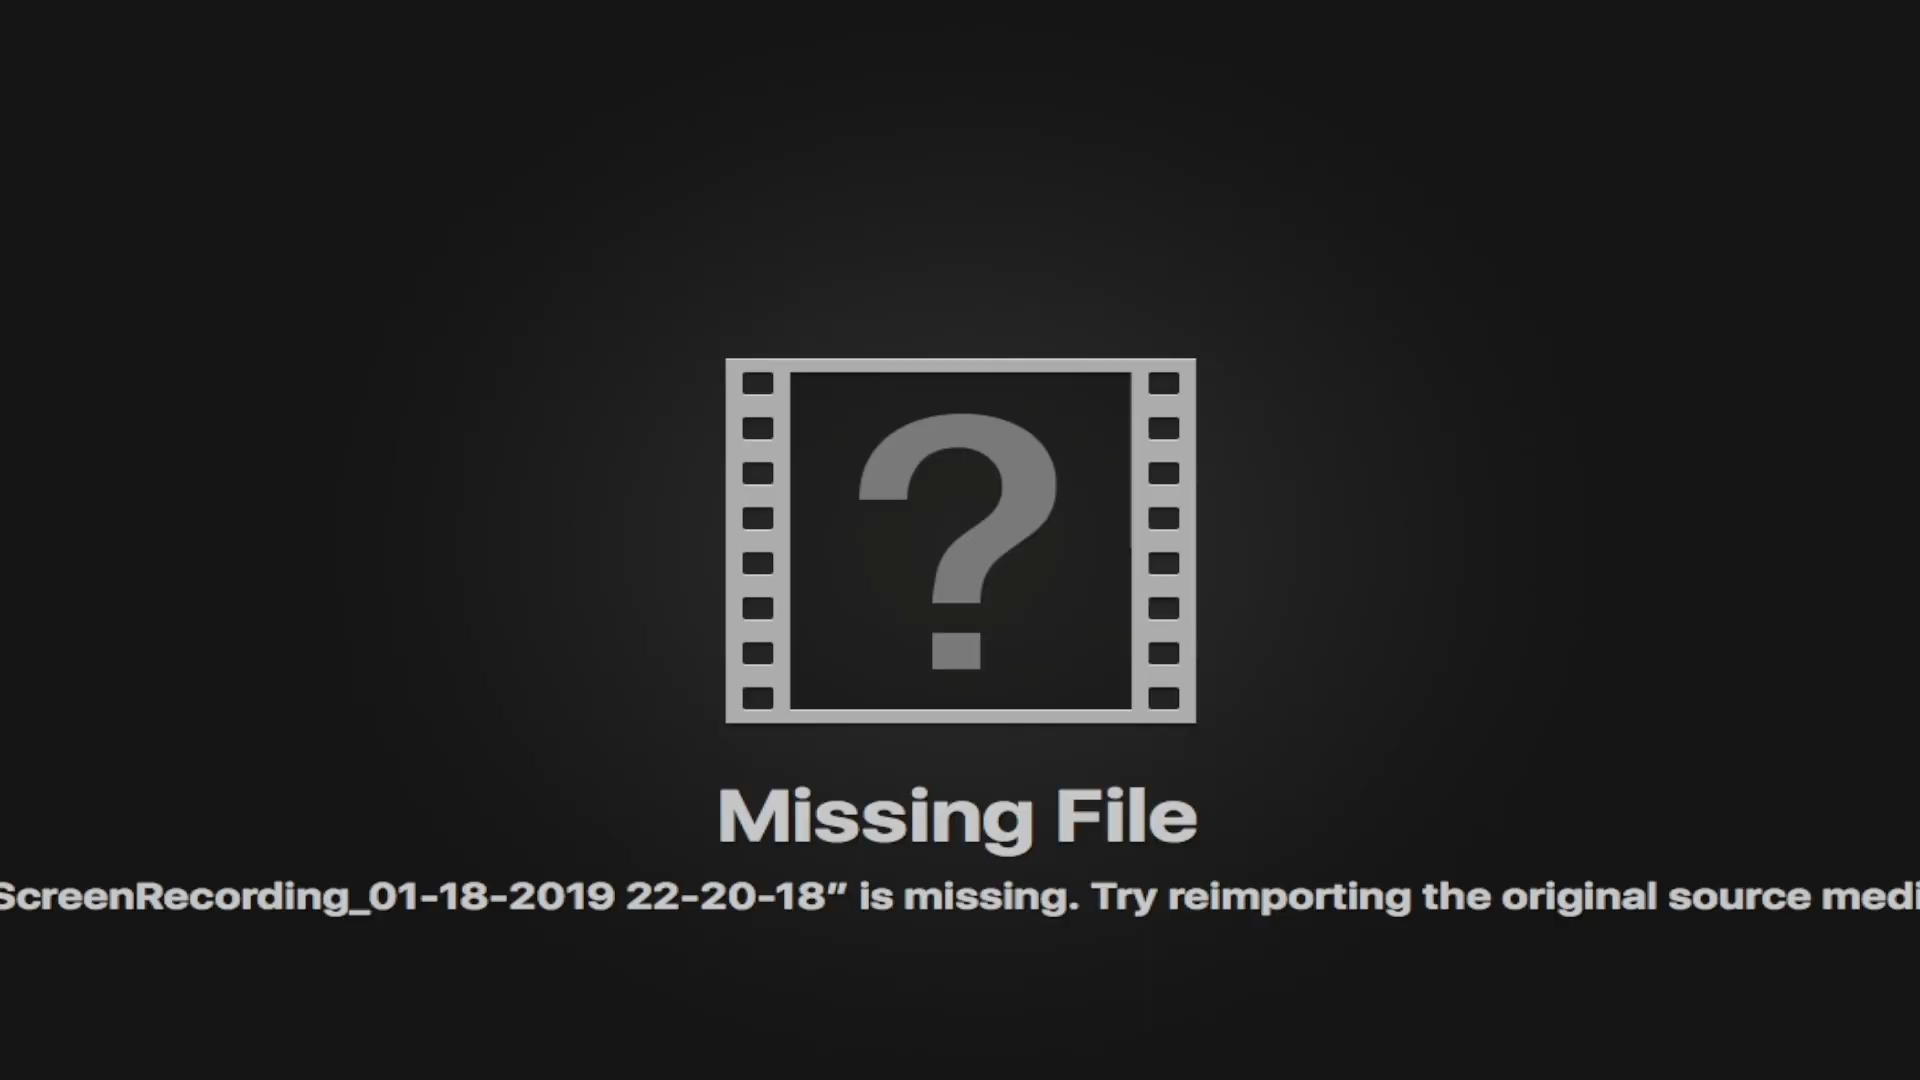 ?
Missing File
ScreenRecording_01-18-2019 22-20-18” is missing. Try reimporting the original source medi